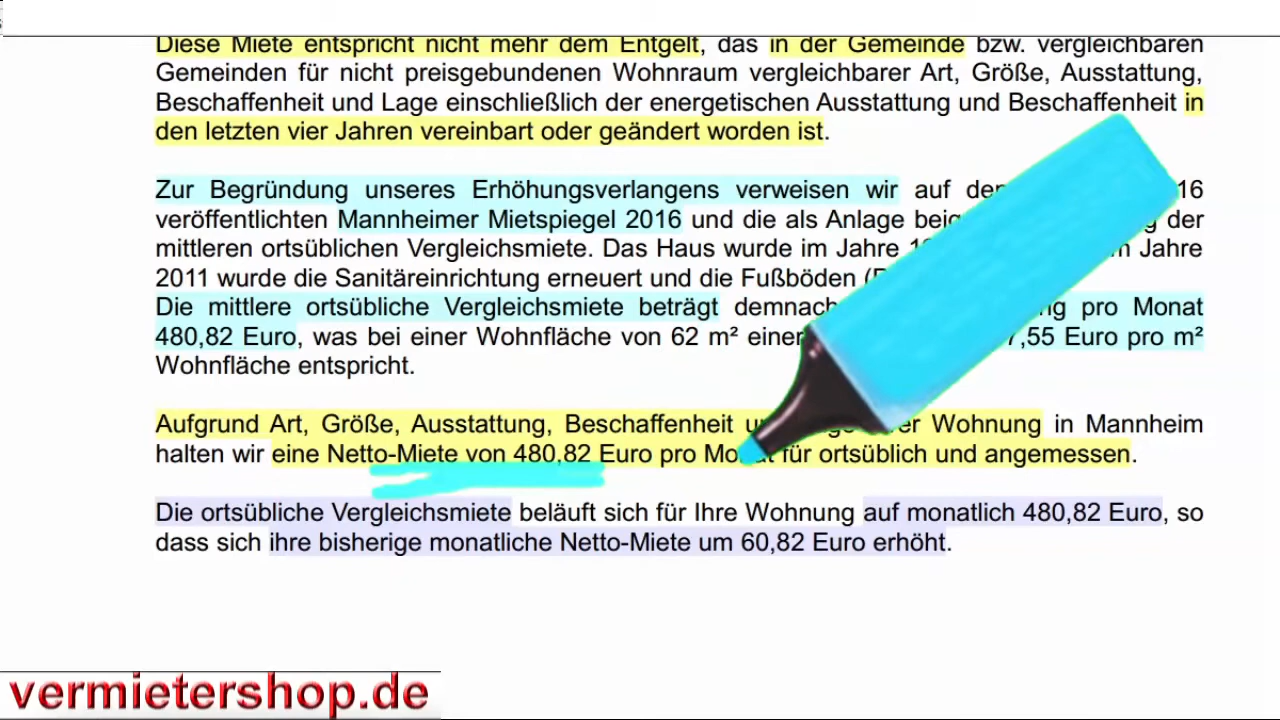 Diese Miete entspricht nicht mehr dem Entgelt, das in der Gemeinde bzw. vergleichbaren
Gemeinden für nicht preisgebundenen Wohnraum vergleichbarer Art, Größe, Ausstattung,
Beschaffenheit und Lage einschließlich der energetischen Ausstattung und Beschaffenheit in
den letzten vier Jahren vereinbart oder geändert worden ist.
Zur Begründung unseres Erhöhungsverlangens verweisen wir auf
veröffentlichten Mannheimer Mietspiegel 2016 und die als Anlage der
mittleren ortsüblichen Vergleichsmiete. Das Haus wurde im Jahre Jahre
2011 wurde die Sanitäreinrichtung erneuert und die Fußböden
Die mittlere ortsübliche Vergleichsmiete beträgt demnach pro Monat
480,82 Euro, was bei einer Wohnfläche von 62 m² einer 7,55 Euro pro m²
Wohnfläche entspricht.
Aufgrund Art, Größe, Ausstattung, Beschaffenheit Wohnung in Mannheim
halten wir eine Netto-Miete von 480,82 Euro pro Monat für ortsüblich und angemessen.
Die ortsübliche Vergleichsmiete beläuft sich für Ihre Wohnung auf monatlich 480,82 Euro, so
dass sich ihre bisherige monatliche Netto-Miete um 60,82 Euro erhöht.
vermietershop.de